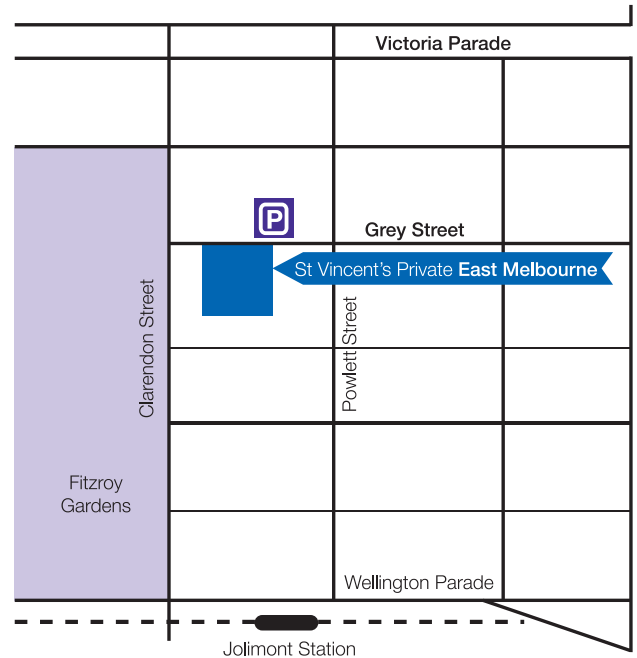 Victoria Parade
P
Grey Street
St Vincent's Private East Melbourne
Clarendon Street
Powlett Street
Fitzroy
Gardens
Wellington Parade
Jolimont Station